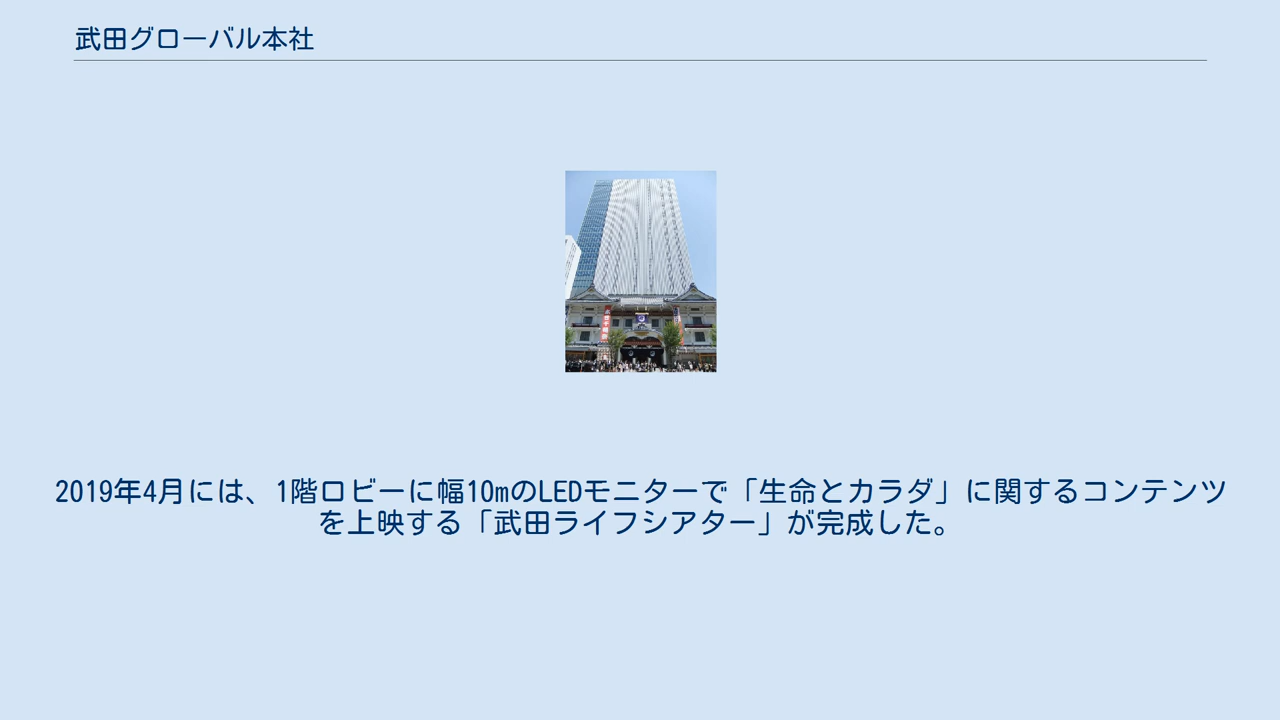 武田グローバル本社
2019年4月には、1階ロビーに幅10mのLEDモニターで「生命とカラダ」に関するコンテンツ
を上映する「武田ライフシアター」が完成した。